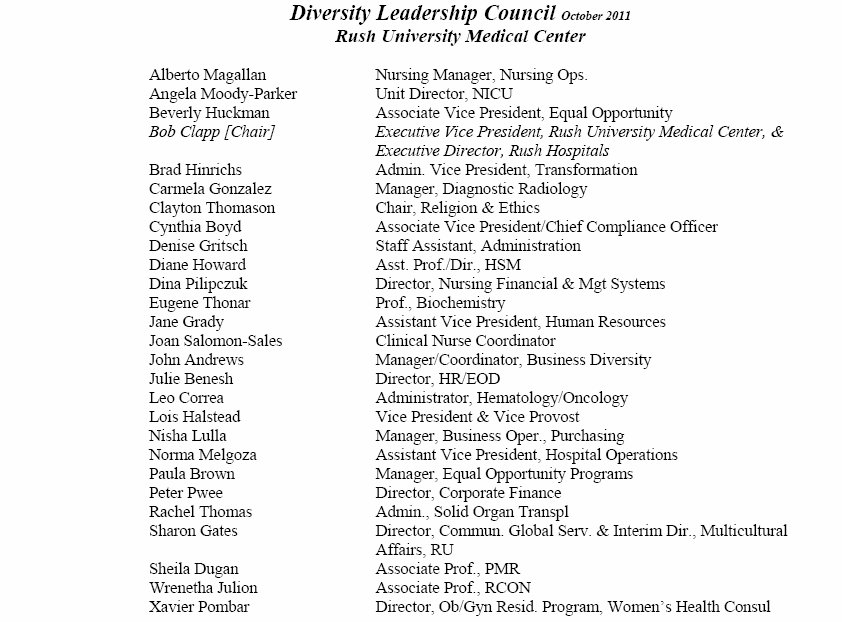 Diversity Leadership Council October 2011
Rush University Medical Center
Alberto Magallan Nursing Manager, Nursing Ops.
Angela Moody-Parker Unit Director, NICU
Beverly Huckman Associate Vice President, Equal Opportunity
Bob Clapp [Chair] Executive Vice President, Rush University Medical Center, &
Executive Director, Rush Hospitals
Brad Hinrichs Admin. Vice President, Transformation
Carmela Gonzalez Manager, Diagnostic Radiology
Clayton Thomason Chair, Religion & Ethics
Cynthia Boyd Associate Vice President/Chief Compliance Officer
Denise Gritsch Staff Assistant, Administration
Diane Howard Asst. Prof./Dir., HSM
Dina Pilipczuk Director, Nursing Financial & Mgt Systems
Eugene Thonar Prof., Biochemistry
Jane Grady Assistant Vice President, Human Resources
Joan Salomon-Sales Clinical Nurse Coordinator
John Andrews Manager/Coordinator, Business Diversity
Julie Benesh Director, HR/EOD
Leo Correa Administrator, Hematology/Oncology
Lois Halstead Vice President & Vice Provost
Nisha Lulla Manager, Business Oper., Purchasing
Norma Melgoza Assistant Vice President, Hospital Operations
Paula Brown Manager, Equal Opportunity Programs
Peter Pwee Director, Corporate Finance
Rachel Thomas Admin., Solid Organ Transpl
Sharon Gates Director, Commun. Global Serv. & Interim Dir., Multicultural
Affairs, RU
Sheila Dugan Associate Prof., PMR
Wrenetha Julion Associate Prof., RCON
Xavier Pombar Director, Ob/Gyn Resid. Program, Women's Health Consul